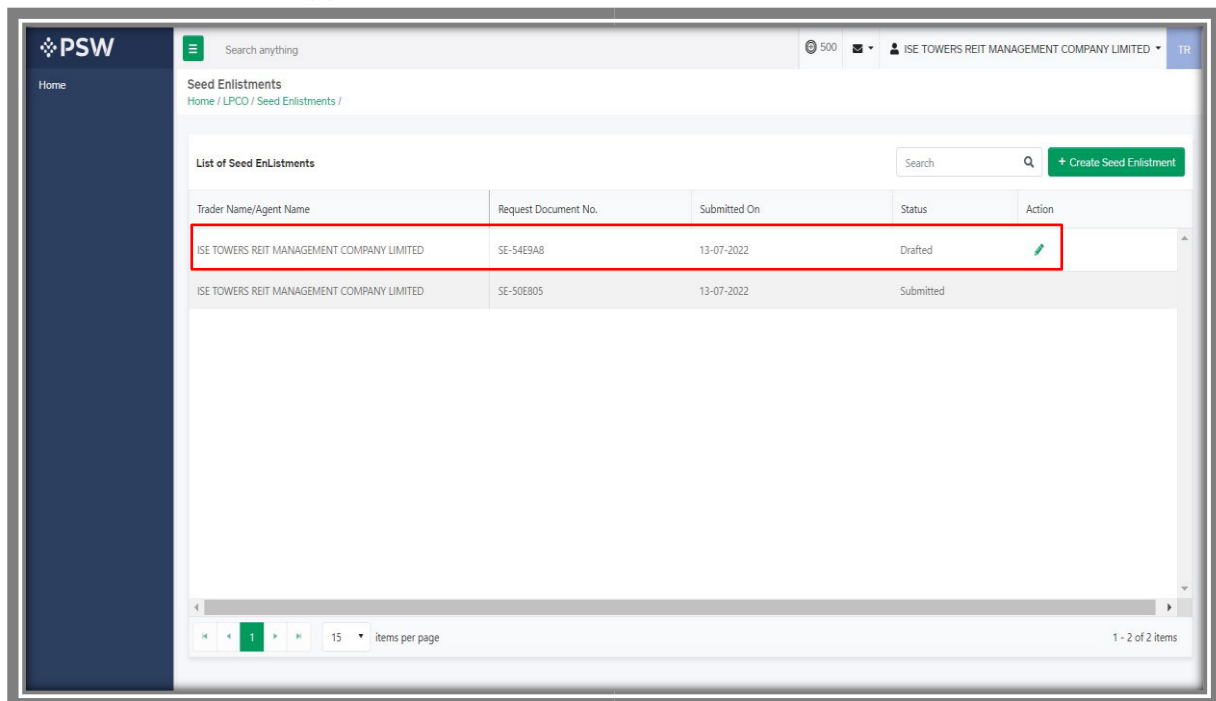 PSW
Search anything
500
ISE TOWERS REIT MANAGEMENT COMPANY LIMITED
TR
Home
Seed Enlistments
Home / LPCO / Seed Enlistments /
List of Seed EnListments
Search
+ Create Seed Enlistment
Trader Name/Agent Name Request Document No. Submitted On Status Action
ISE TOWERS REIT MANAGEMENT COMPANY LIMITED SE-54E9A8 13-07-2022 Drafted
ISE TOWERS REIT MANAGEMENT COMPANY LIMITED SE-50E805 13-07-2022 Submitted
1 15 items per page 1 - 2 of 2 items